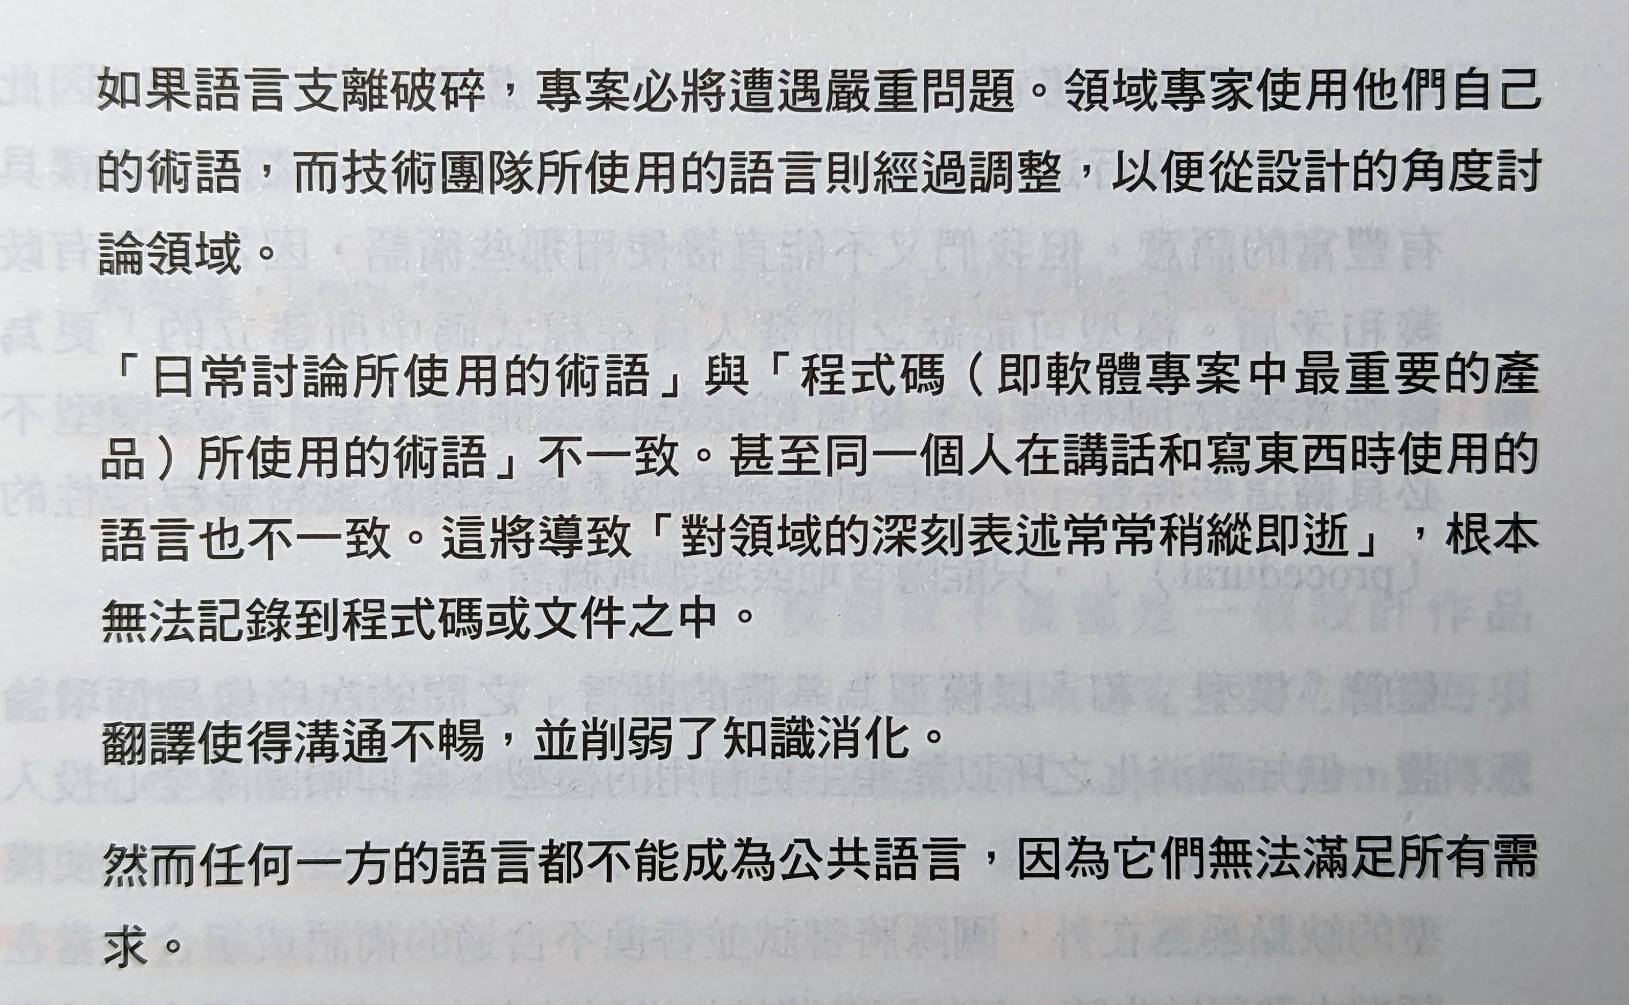 如果語言支離破碎，專案必將遭遇嚴重問題。領域專家使用他們自己
的術語，而技術團隊所使用的語言則經過調整，以便從設計的角度討
論領域。
「日常討論所使用的術語」與「程式碼（即軟體專案中最重要的產
品）所使用的術語」不一致。甚至同一個人在講話和寫東西時使用的
語言也不一致。這將導致「對領域的深刻表述常常稍縱即逝」，根本
無法記錄到程式碼或文件之中。
翻譯使得溝通不暢，並削弱了知識消化。
然而任何一方的語言都不能成為公共語言，因為它們無法滿足所有需
求。